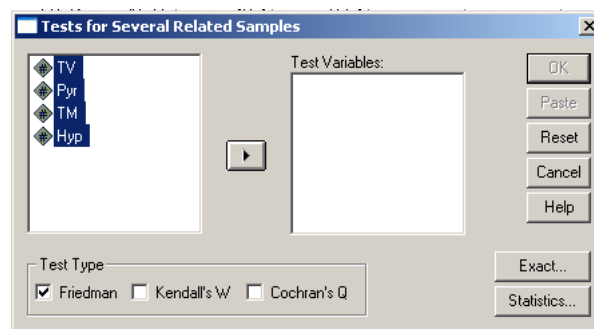 Tests for Several Related Samples
TV
Pyr
TM
Hyp
Test Variables:
OK
Paste
Reset
Cancel
Help
Test Type
Friedman Kendall's W Cochran's Q
Exact...
Statistics...